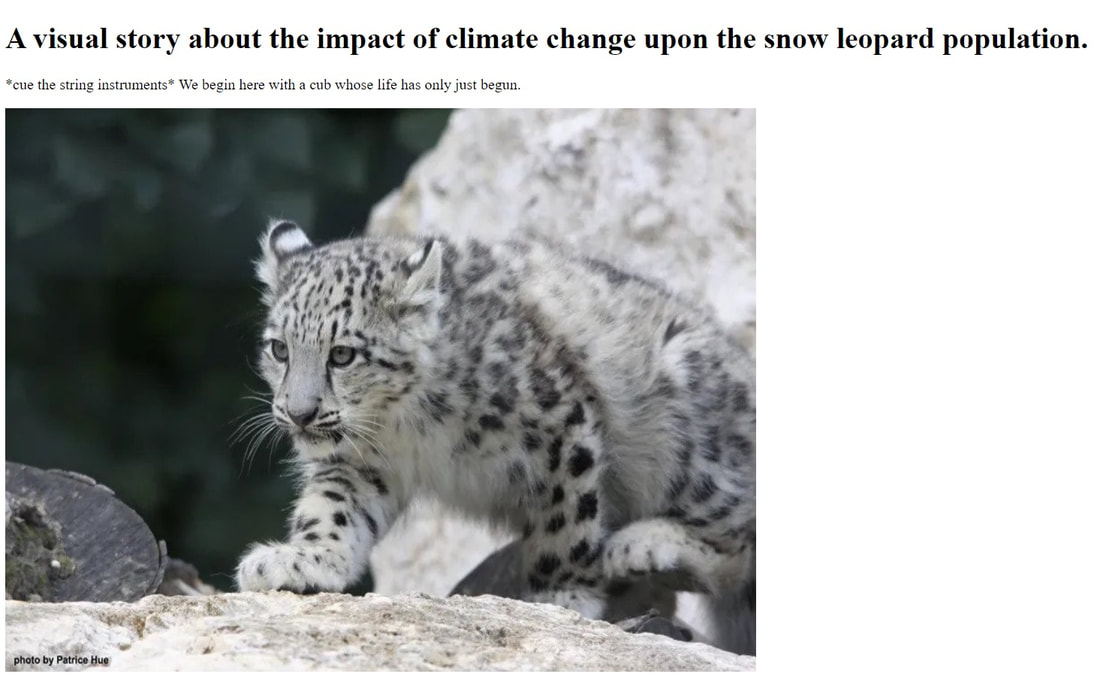 A visual story about the impact of climate change upon the snow leopard population.
*cue the string instruments* We begin here with a cub whose life has only just begun.
photo by Patrice Hue